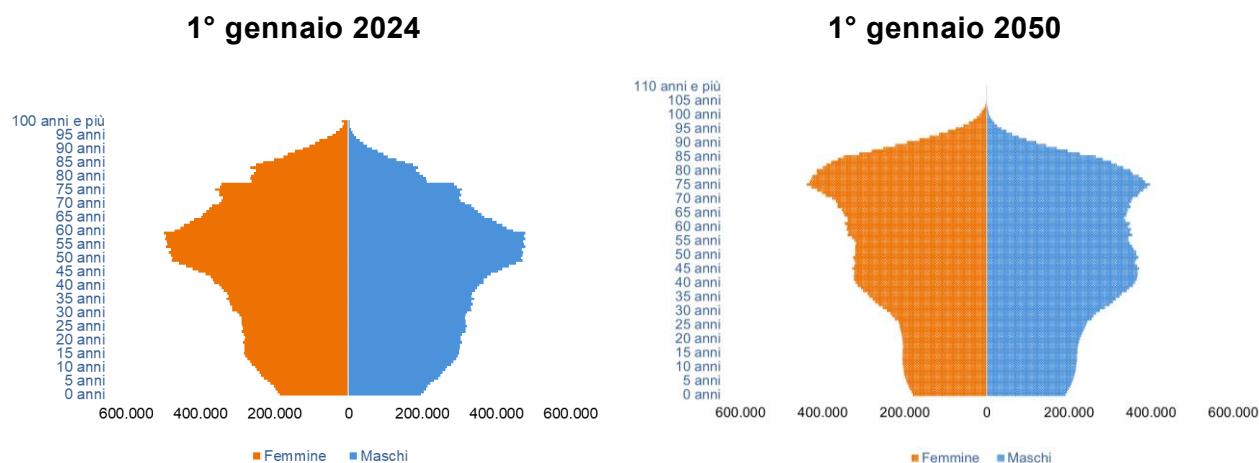 1° gennaio 2024
100 anni e più
95 anni
90 anni
85 anni
80 anni
75 anni
70 anni
65 anni
60 anni
55 anni
50 anni
45 anni
40 anni
35 anni
30 anni
25 anni
20 anni
15 anni
10 anni
5 anni
0 anni
600.000 400.000 200.000 0 200.000 400.000 600.000
Femmine Maschi
1° gennaio 2050
110 anni e più
105 anni
100 anni
95 anni
90 anni
85 anni
80 anni
75 anni
70 anni
65 anni
60 anni
55 anni
50 anni
45 anni
40 anni
35 anni
30 anni
25 anni
20 anni
15 anni
10 anni
5 anni
0 anni
600.000 400.000 200.000 0 200.000 400.000 600.000
Femmine Maschi